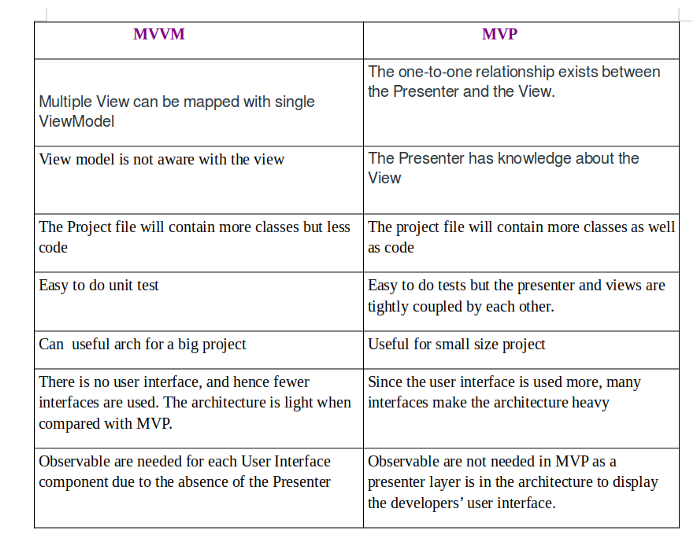 MVVM
MVP
Multiple View can be mapped with single
ViewModel
The one-to-one relationship exists between
the Presenter and the View.
View model is not aware with the view
The Presenter has knowledge about the
View
The Project file will contain more classes but less
code
The project file will contain more classes as well
as code
Easy to do unit test
Easy to do tests but the presenter and views are
tightly coupled by each other.
Can  useful arch for a big project
Useful for small size project
There is no user interface, and hence fewer
interfaces are used. The architecture is light when
compared with MVP.
Since the user interface is used more, many
interfaces make the architecture heavy
Observable are needed for each User Interface
component due to the absence of the Presenter
Observable are not needed in MVP as a
presenter layer is in the architecture to display
the developers’ user interface.